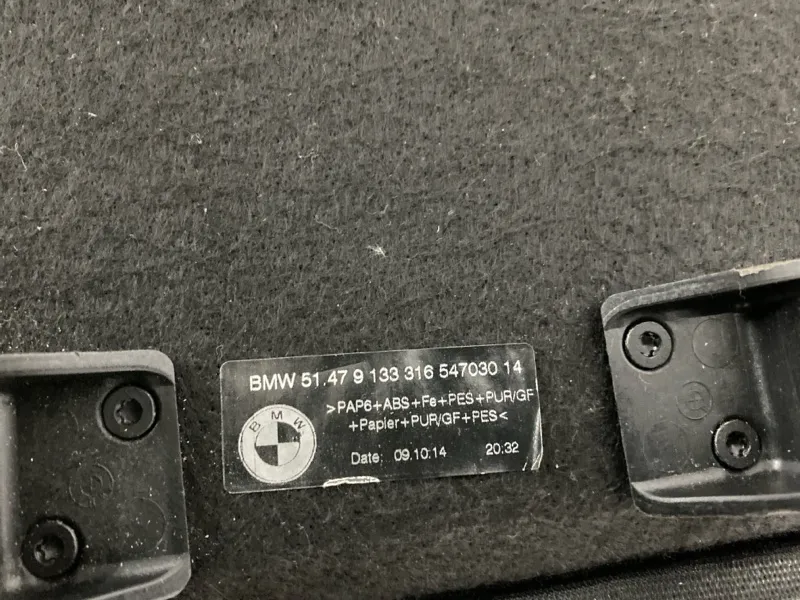 BMW 51.47 9 133 316 547030 14
>PAP6+ABS+Fe+PES+PUR/GF
+Papier+PUR/GF+PES<
BMW
Date: 09.10.14 20:32